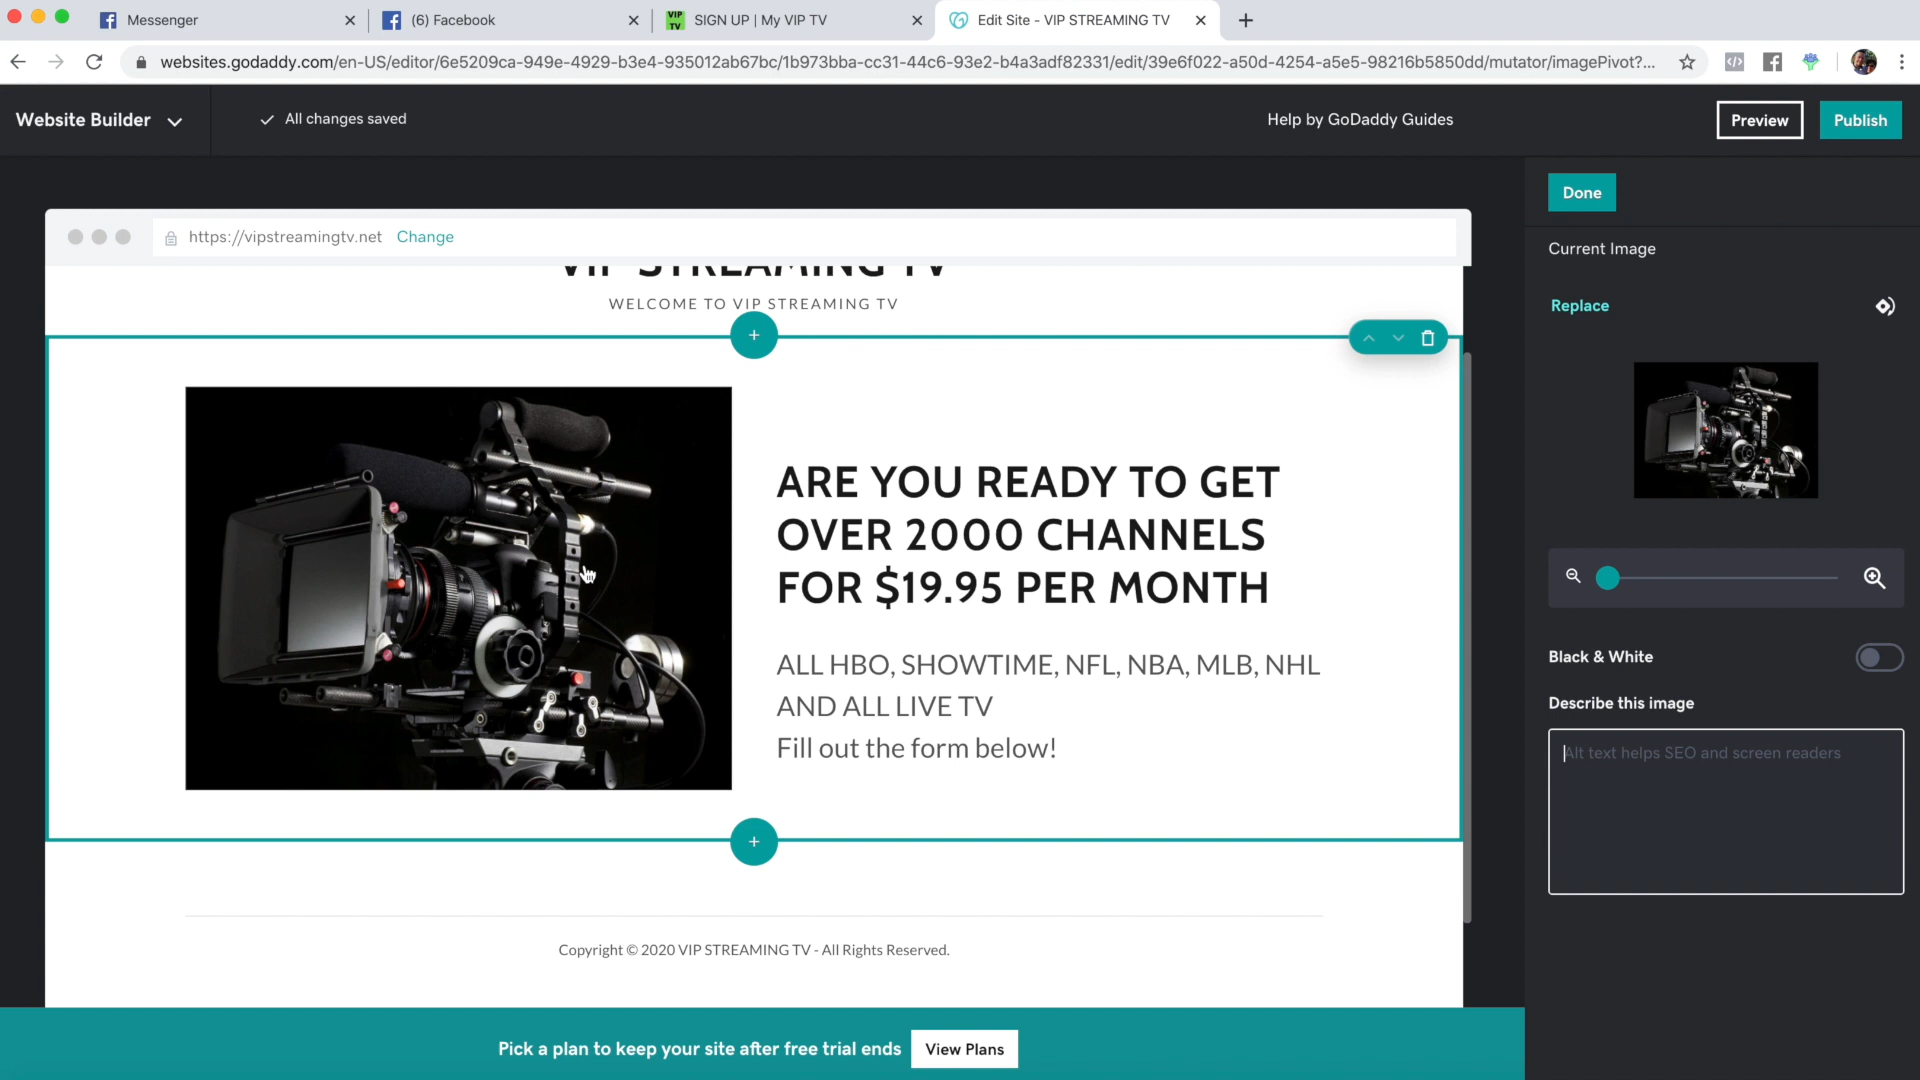 Messenger
(6) Facebook
VIP TV
SIGN UP | My VIP TV
Edit Site - VIP STREAMING TV
websites.godaddy.com/en-US/editor/6e5209ca-949e-4929-b3e4-935012ab67bc/1b973bba-cc31-44c6-93e2-b4a3adf82331/edit/39e6f022-a50d-4254-a5e5-98216b5850dd/mutator/imagePivot?...
Website Builder
All changes saved
Help by GoDaddy Guides
Preview
Publish
Done
https://vipstreamingtv.net Change
Current Image
VIP STREAMING TV
WELCOME TO VIP STREAMING TV
Replace
ARE YOU READY TO GET
OVER 2000 CHANNELS
FOR $19.95 PER MONTH
ALL HBO, SHOWTIME, NFL, NBA, MLB, NHL
AND ALL LIVE TV
Fill out the form below!
Black & White
Describe this image
Alt text helps SEO and screen readers
Copyright © 2020 VIP STREAMING TV - All Rights Reserved.
Pick a plan to keep your site after free trial ends
View Plans